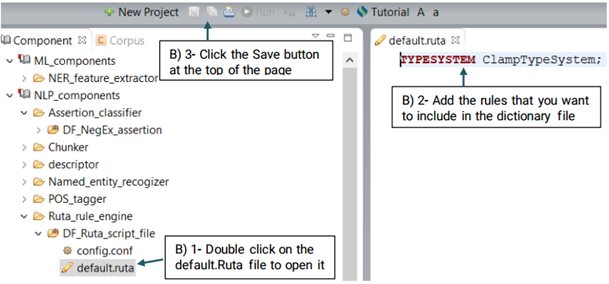 New Project
Run
Tutorial A a
Component
Corpus
B) 3- Click the Save button
at the top of the page
default.ruta
TYPESYSTEM ClampTypeSystem;
ML_components
NER_feature_extractor
NLP_components
Assertion_classifier
DF_NegEx_assertion
Chunker
descriptor
Named_entity_recogizer
POS_tagger
Ruta_rule_engine
DF_Ruta_script_file
config.conf
default.ruta
B) 2- Add the rules that you want
to include in the dictionary file
B) 1- Double click on the
default.Ruta file to open it